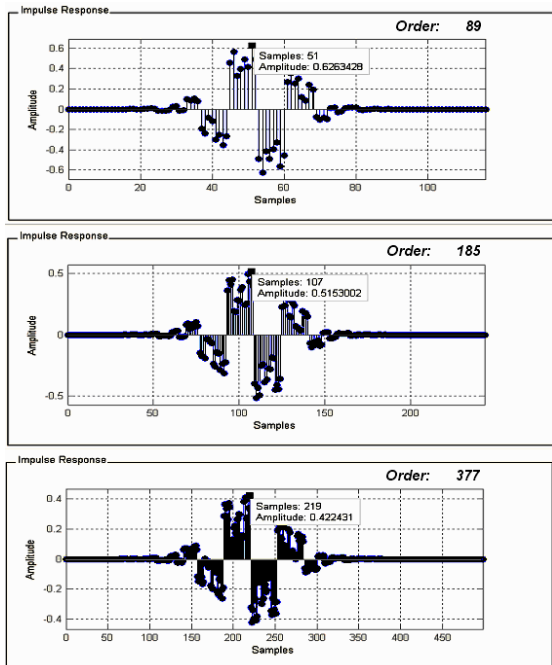 Impulse Response
Order: 89
0.6
0.4
0.2
0
-0.2
-0.4
-0.6
Amplitude
Samples: 51
Amplitude: 0.6263428
0 20 40 60 80 100
Samples
Impulse Response
Order: 185
0.5
0
-0.5
Amplitude
Samples: 107
Amplitude: 0.5153002
0 50 100 150 200
Samples
Impulse Response
Order: 377
0.4
0.2
0
-0.2
-0.4
Amplitude
Samples: 219
Amplitude: 0.422431
0 50 100 150 200 250 300 350 400 450
Samples